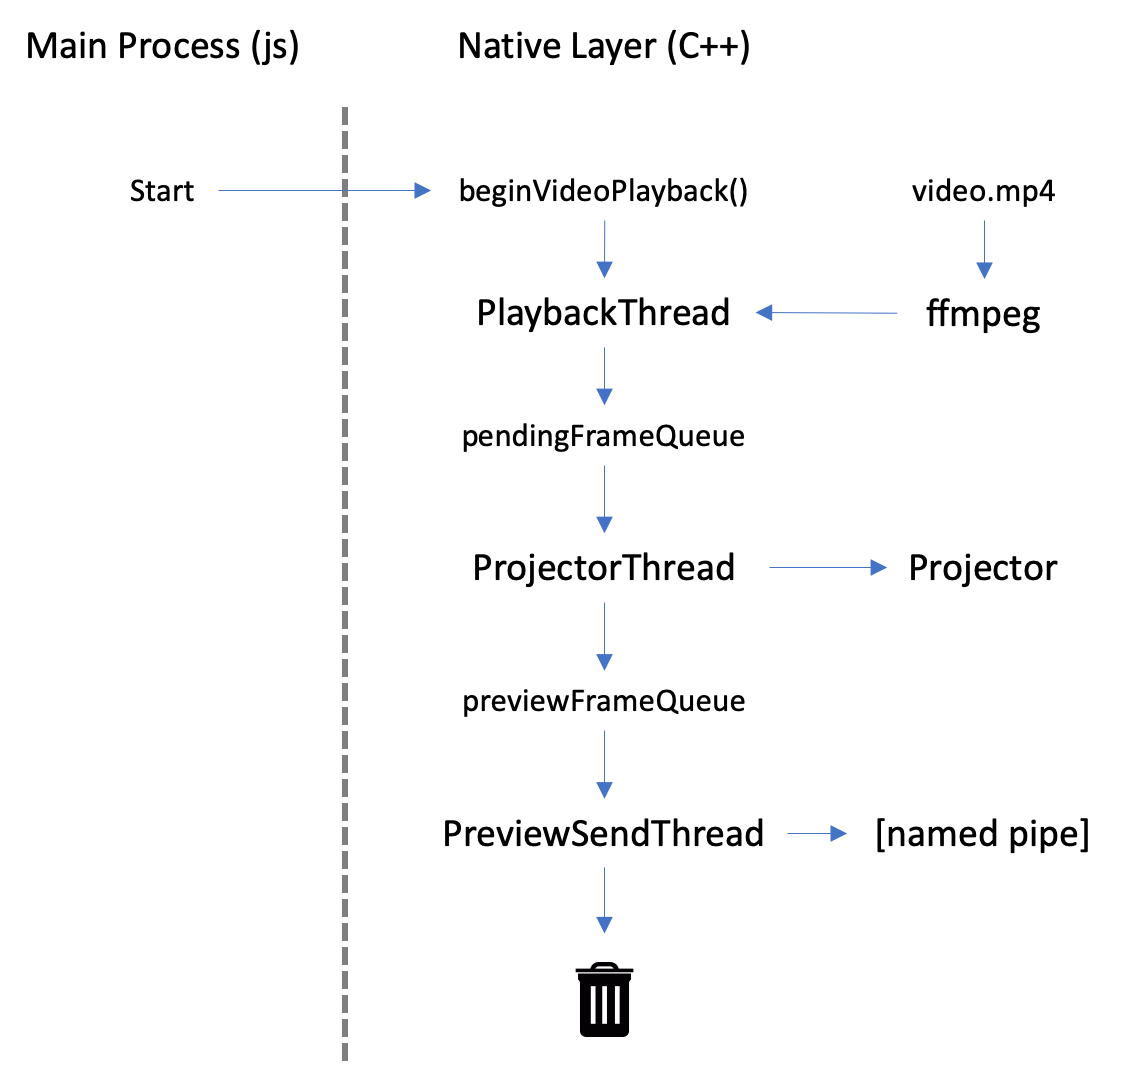 Main Process (js)
Native Layer (C++)
Start
beginVideoPlayback()
video.mp4
PlaybackThread
ffmpeg
pendingFrameQueue
ProjectorThread
Projector
previewFrameQueue
PreviewSendThread
[named pipe]